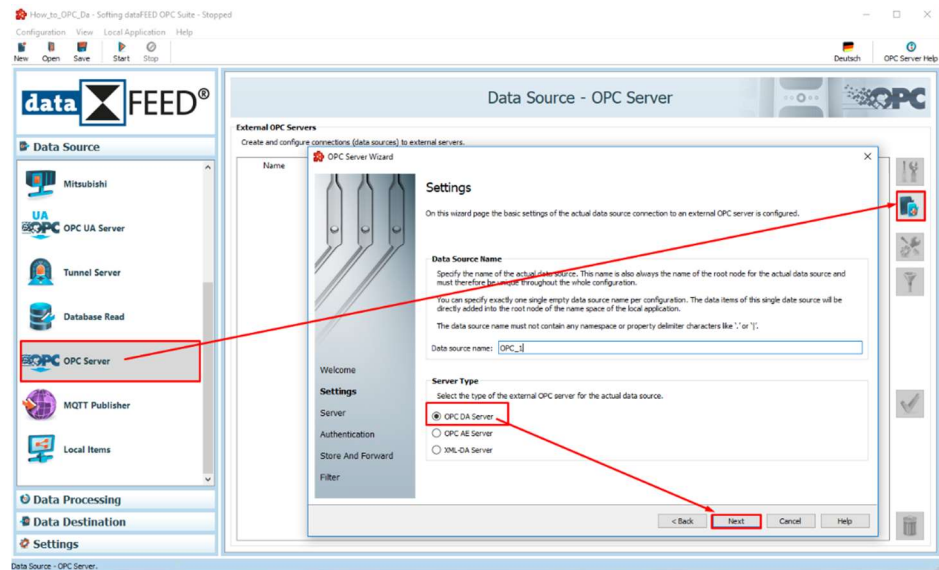 How_to_OPC_Da - Softing dataFEED OPC Suite - Stopped
Configuration View Local Application Help
New Open Save Start Stop Deutsch OPC Server Help
data FEED®
Data Source - OPC Server
OPC
Data Source
External OPC Servers
Create and configure connections (data sources) to external servers.
Name
Mitsubishi
UA
OPC
OPC UA Server
Tunnel Server
Database Read
OPC
OPC Server
MQTT Publisher
Local Items
Data Processing
Data Destination
Settings
Data Source - OPC Server.
OPC Server Wizard
Settings
On this wizard page the basic settings of the actual data source connection to an external OPC server is configured.
Data Source Name
Specify the name of the actual data source. This name is also always the name of the root node for the actual data source and
must therefore be unique throughout the whole configuration.
You can specify exactly one single empty data source name per configuration. The data items of this single date source will be
directly added into the root node of the name space of the local application.
The data source name must not contain any namespace or property delimiter characters like '.' or '|'.
Data source name: OPC_1
Welcome
Settings
Server
Authentication
Store And Forward
Filter
Server Type
Select the type of the external OPC server for the actual data source.
OPC DA Server
OPC AE Server
XML-DA Server
< Back Next Cancel Help